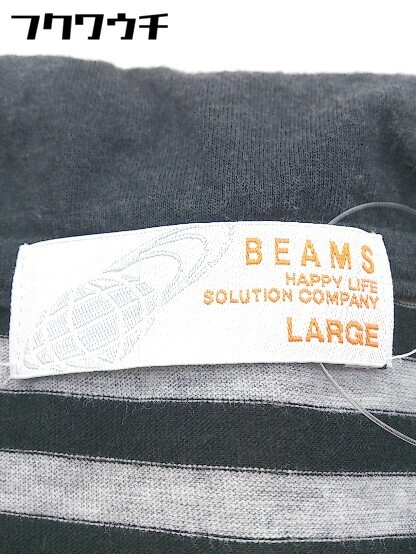 フクワウチ
BEAMS
HAPPY LIFE
SOLUTION COMPANY
LARGE